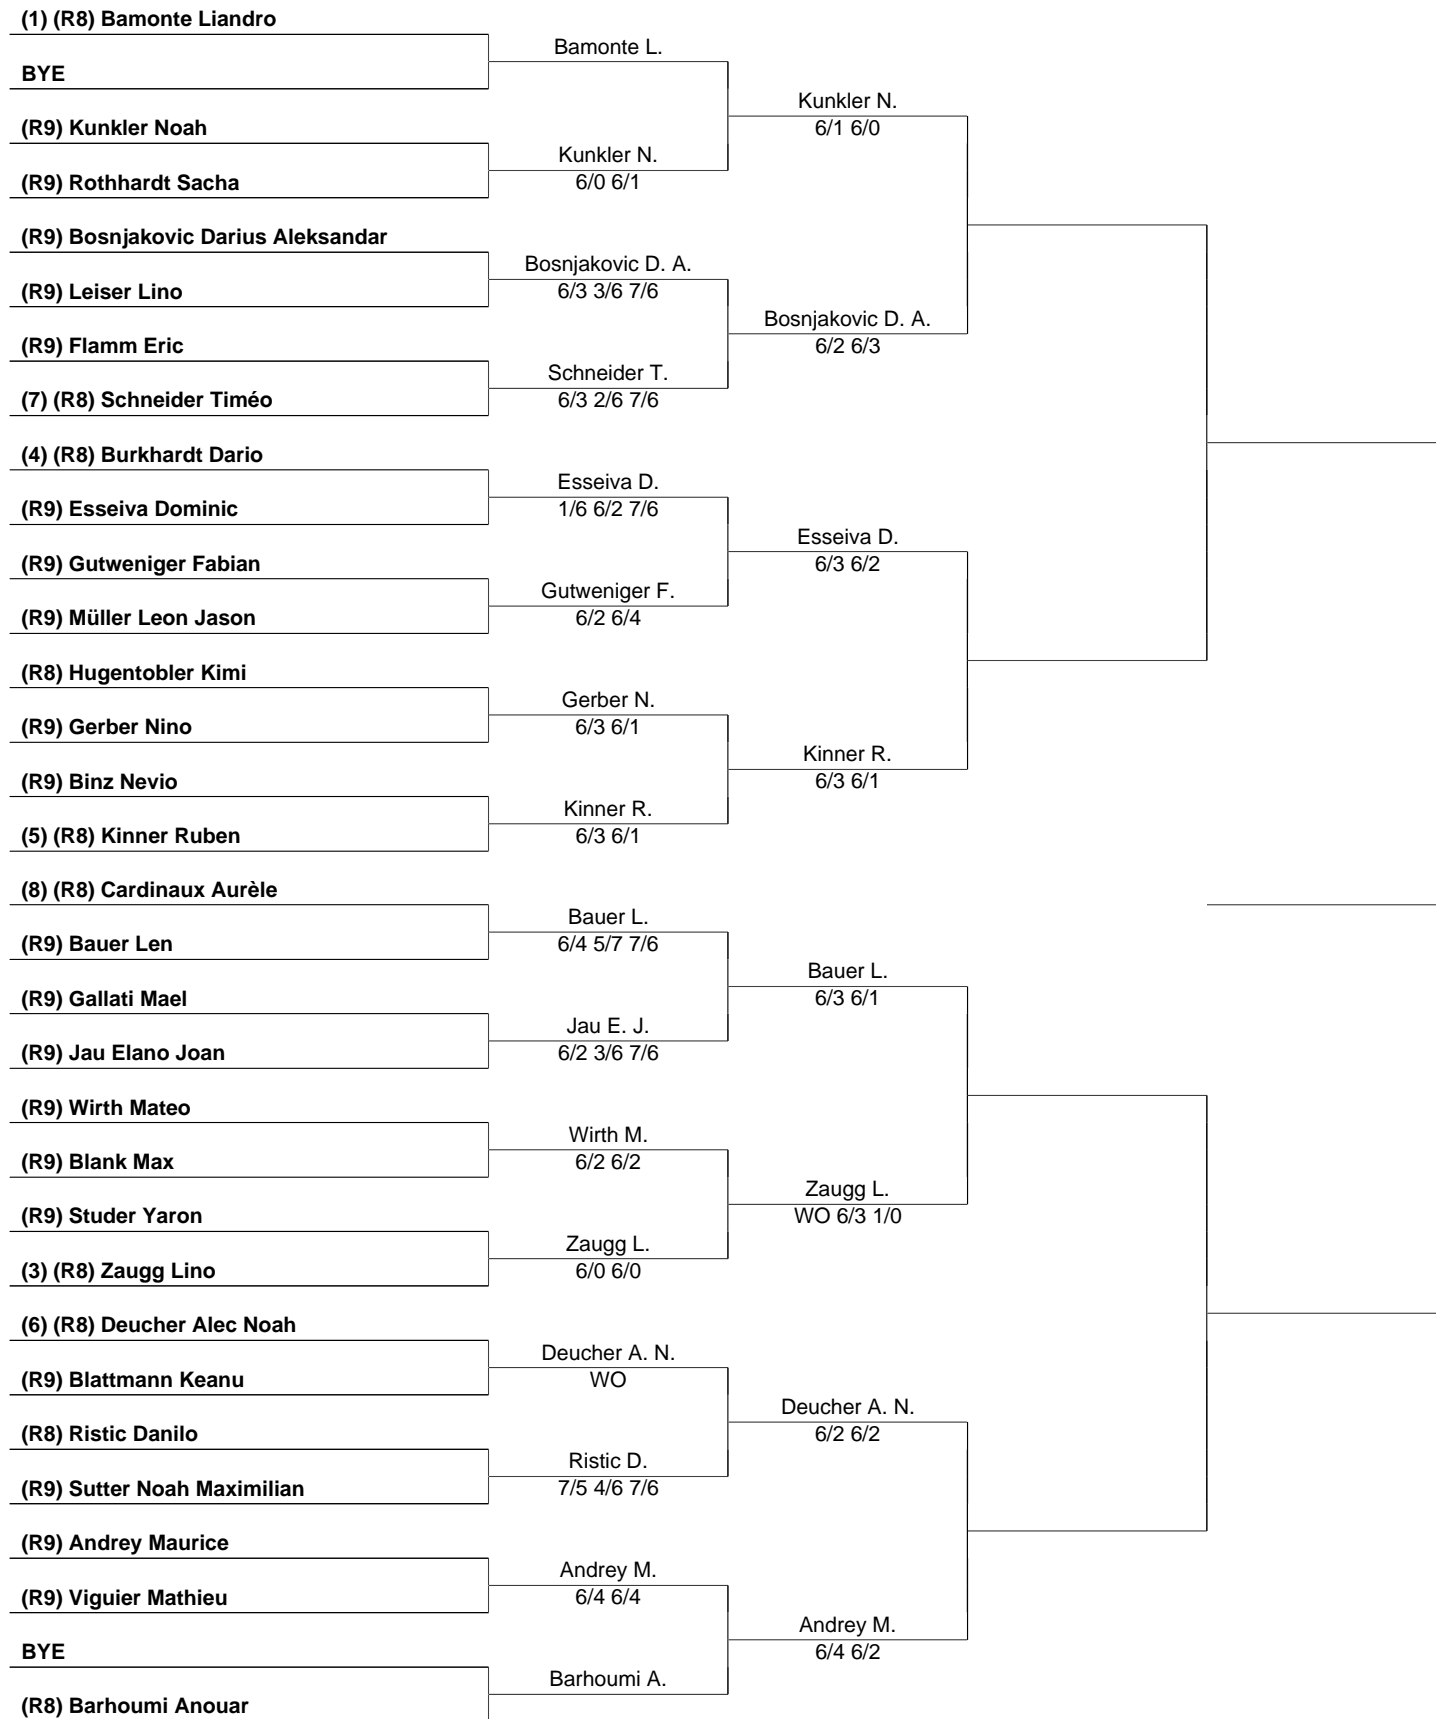 (1) (R8) Bamonte Liandro
BYE
(R9) Kunkler Noah
(R9) Rothhardt Sacha
(R9) Bosnjakovic Darius Aleksandar
(R9) Leiser Lino
(R9) Flamm Eric
(7) (R8) Schneider Timéo
(4) (R8) Burkhardt Dario
(R9) Esseiva Dominic
(R9) Gutweniger Fabian
(R9) Müller Leon Jason
(R8) Hugentobler Kimi
(R9) Gerber Nino
(R9) Binz Nevio
(5) (R8) Kinner Ruben
(8) (R8) Cardinaux Aurèle
(R9) Bauer Len
(R9) Gallati Mael
(R9) Jau Elano Joan
(R9) Wirth Mateo
(R9) Blank Max
(R9) Studer Yaron
(3) (R8) Zaugg Lino
(6) (R8) Deucher Alec Noah
(R9) Blattmann Keanu
(R8) Ristic Danilo
(R9) Sutter Noah Maximilian
(R9) Andrey Maurice
(R9) Viguier Mathieu
BYE
(R8) Barhoumi Anouar
Bamonte L.
Kunkler N.
6/0 6/1
Bosnjakovic D. A.
6/3 3/6 7/6
Schneider T.
6/3 2/6 7/6
Esseiva D.
1/6 6/2 7/6
Gutweniger F.
6/2 6/4
Gerber N.
6/3 6/1
Kinner R.
6/3 6/1
Bauer L.
6/4 5/7 7/6
Jau E. J.
6/2 3/6 7/6
Wirth M.
6/2 6/2
Zaugg L.
6/0 6/0
Deucher A. N.
WO
Ristic D.
7/5 4/6 7/6
Andrey M.
6/4 6/4
Barhoumi A.
Kunkler N.
6/1 6/0
Bosnjakovic D. A.
6/2 6/3
Esseiva D.
6/3 6/2
Kinner R.
6/3 6/1
Bauer L.
6/3 6/1
Zaugg L.
WO 6/3 1/0
Deucher A. N.
6/2 6/2
Andrey M.
6/4 6/2